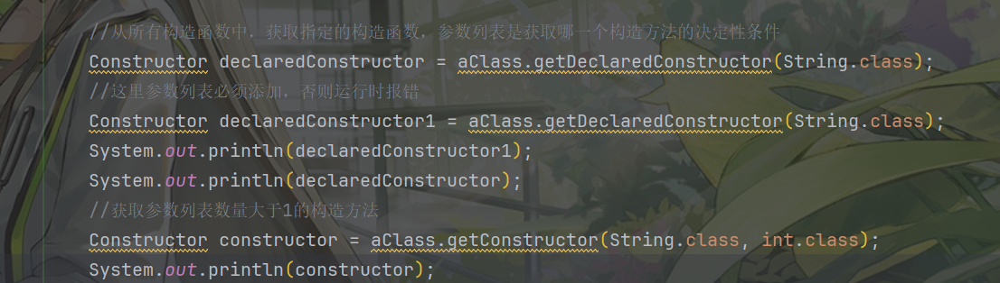 //从所有构造函数中，获取指定的构造函数，参数列表是获取哪一个构造方法的决定性条件
Constructor declaredConstructor = aClass.getDeclaredConstructor(String.class);
//这里参数列表必须添加，否则运行时报错
Constructor declaredConstructor1 = aClass.getDeclaredConstructor(String.class);
System.out.println(declaredConstructor1);
System.out.println(declaredConstructor);
//获取参数列表数量大于1的构造方法
Constructor constructor = aClass.getConstructor(String.class, int.class);
System.out.println(constructor);